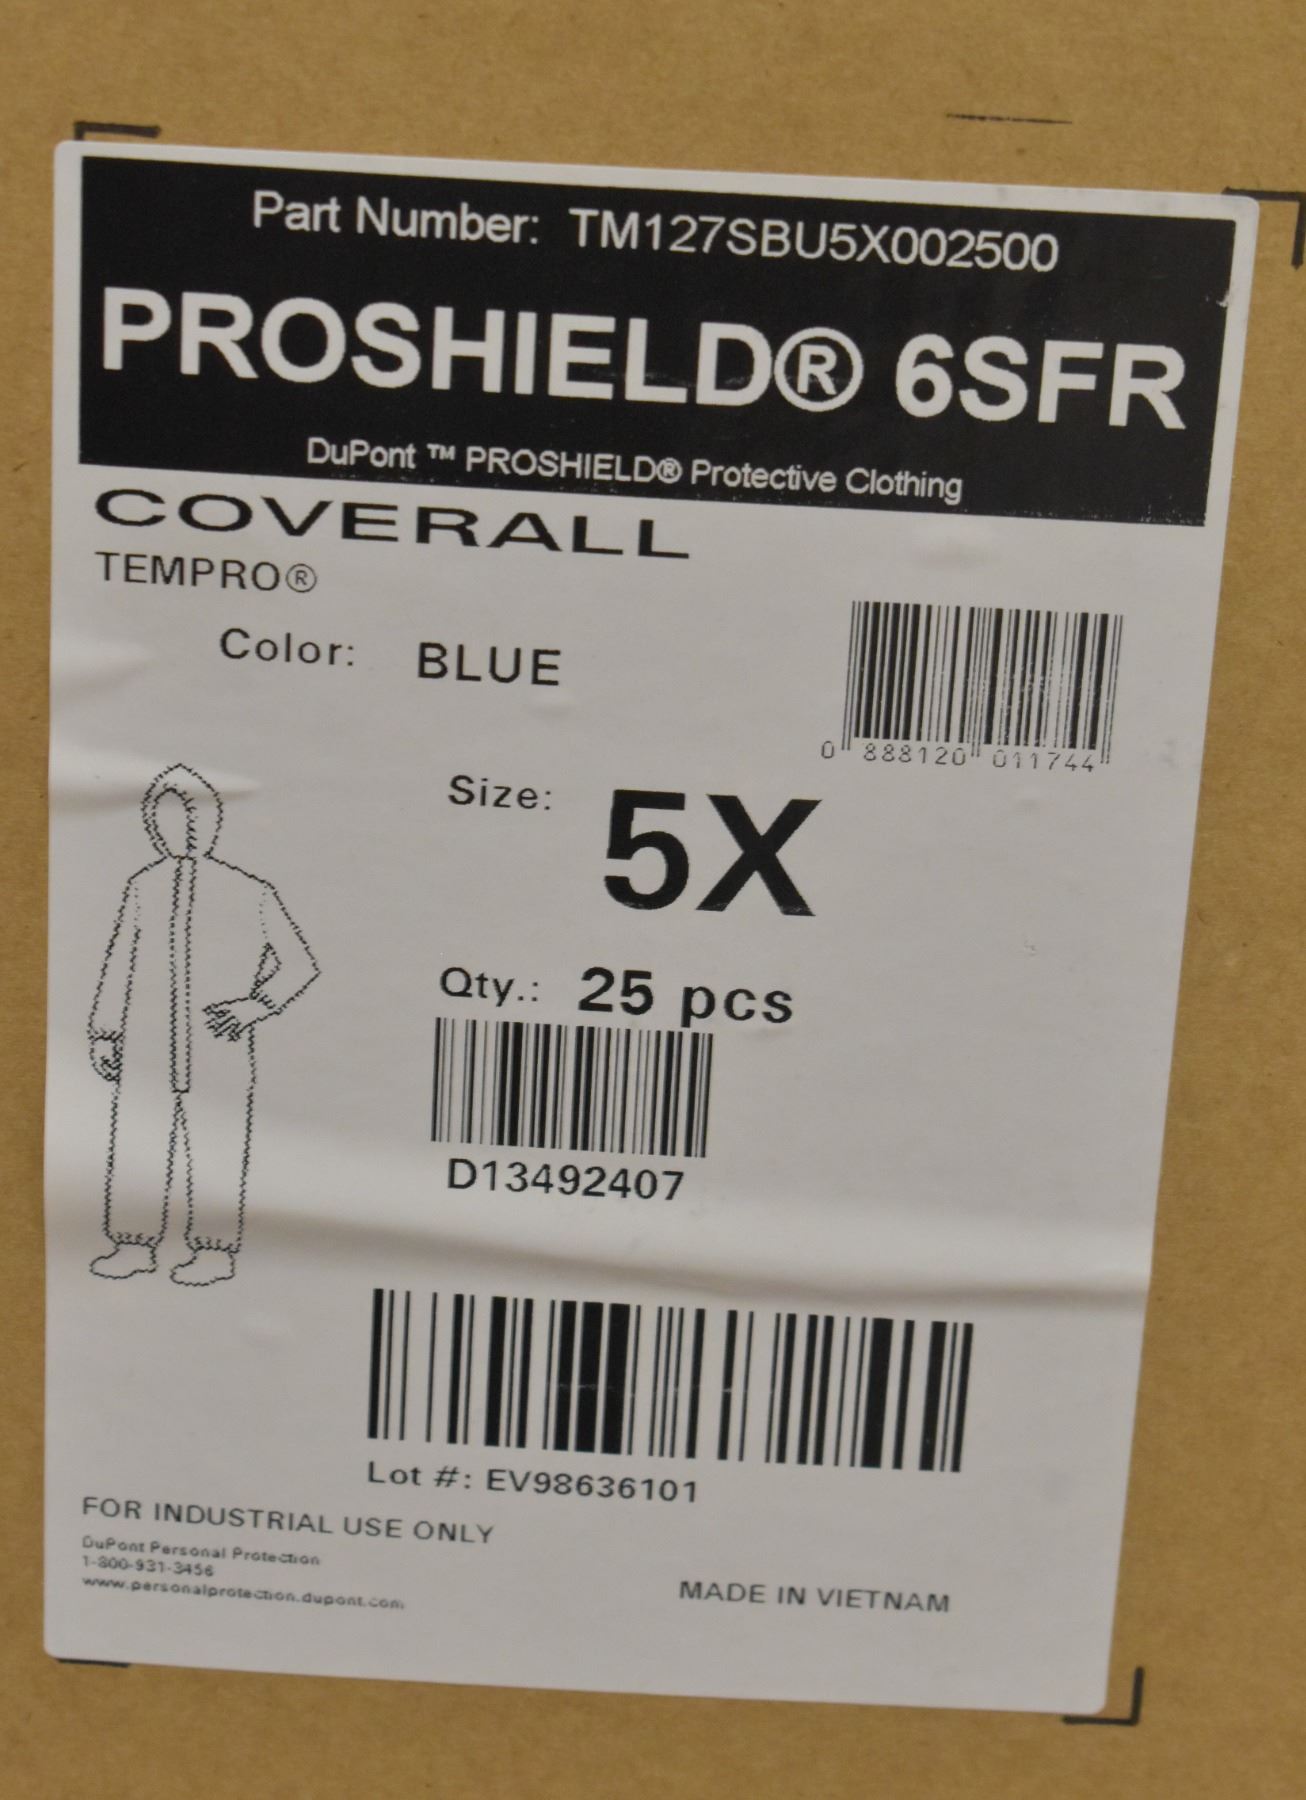 Part Number: TM127SBU5X002500
PROSHIELD® 6SFR
DuPont ™ PROSHIELD® Protective Clothing
COVERALL
TEMPRO®
Color: BLUE
0 888120 011744
Size: 5X
Qty.: 25 pcs
D13492407
Lot #: EV98636101
FOR INDUSTRIAL USE ONLY
DuPont Personal Protection
1-800-931-3456
www.personalprotection.dupont.com
MADE IN VIETNAM